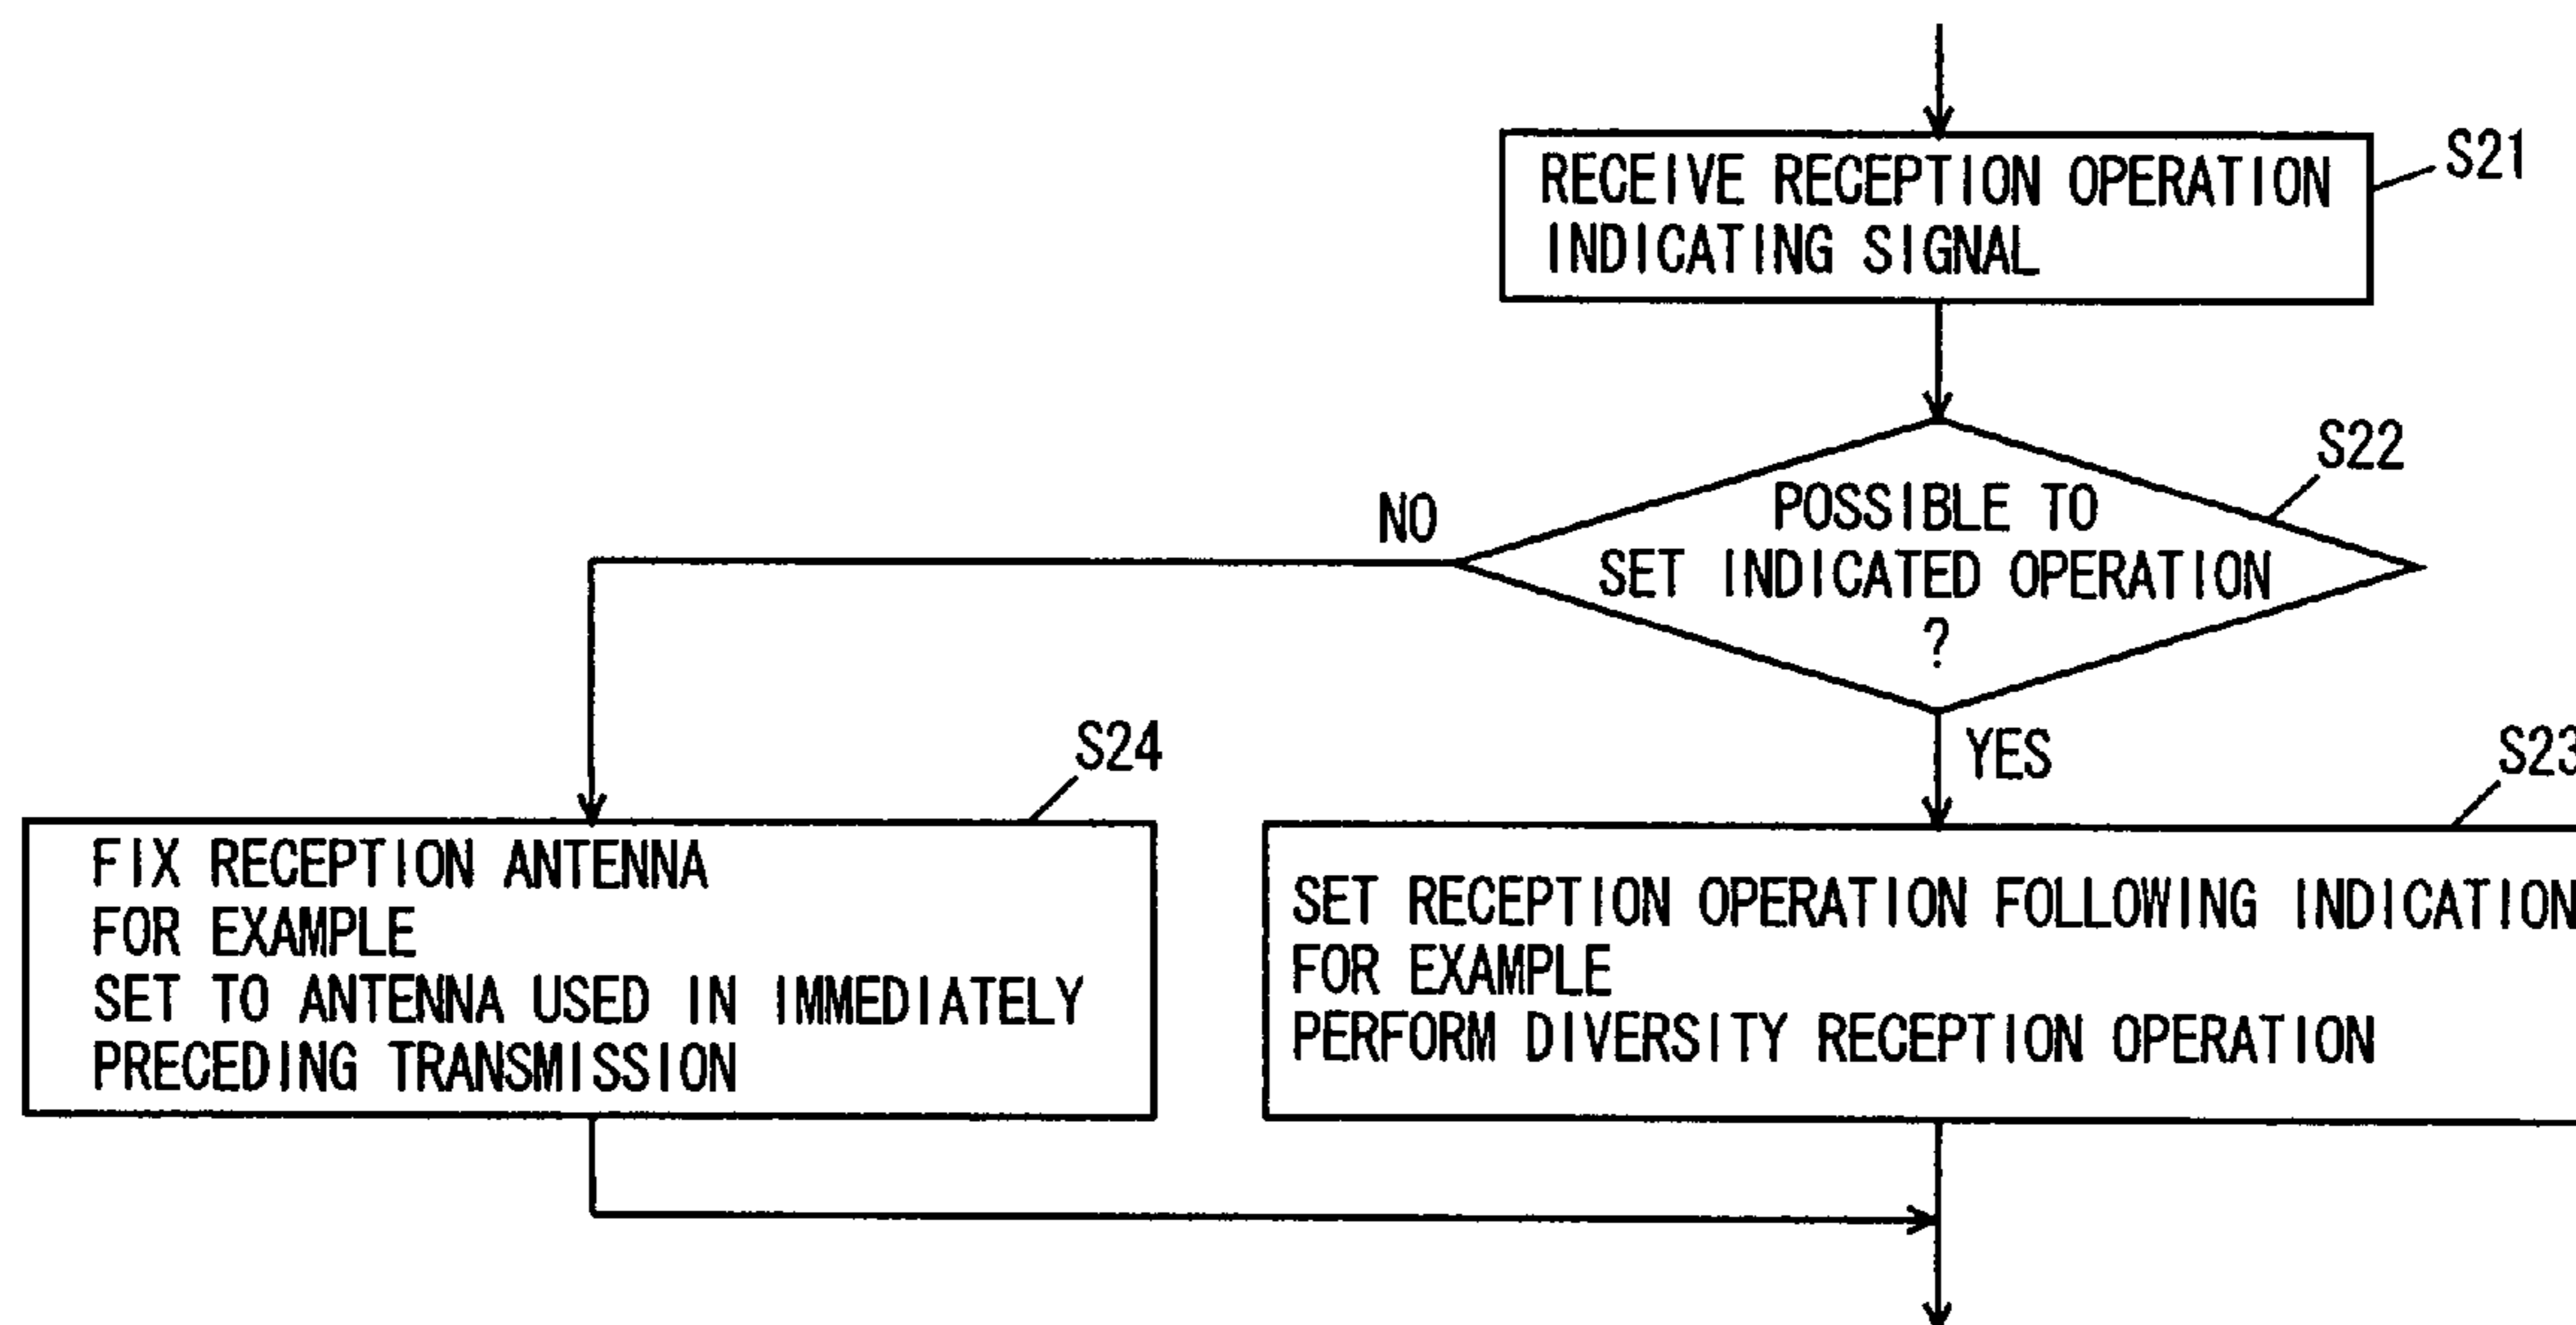 RECEIVE RECEPTION OPERATION
INDICATING SIGNAL
S21
POSSIBLE TO
SET INDICATED OPERATION
?
S22
NO
YES
S24
FIX RECEPTION ANTENNA
FOR EXAMPLE
SET TO ANTENNA USED IN IMMEDIATELY
PRECEDING TRANSMISSION
S23
SET RECEPTION OPERATION FOLLOWING INDICATION
FOR EXAMPLE
PERFORM DIVERSITY RECEPTION OPERATION